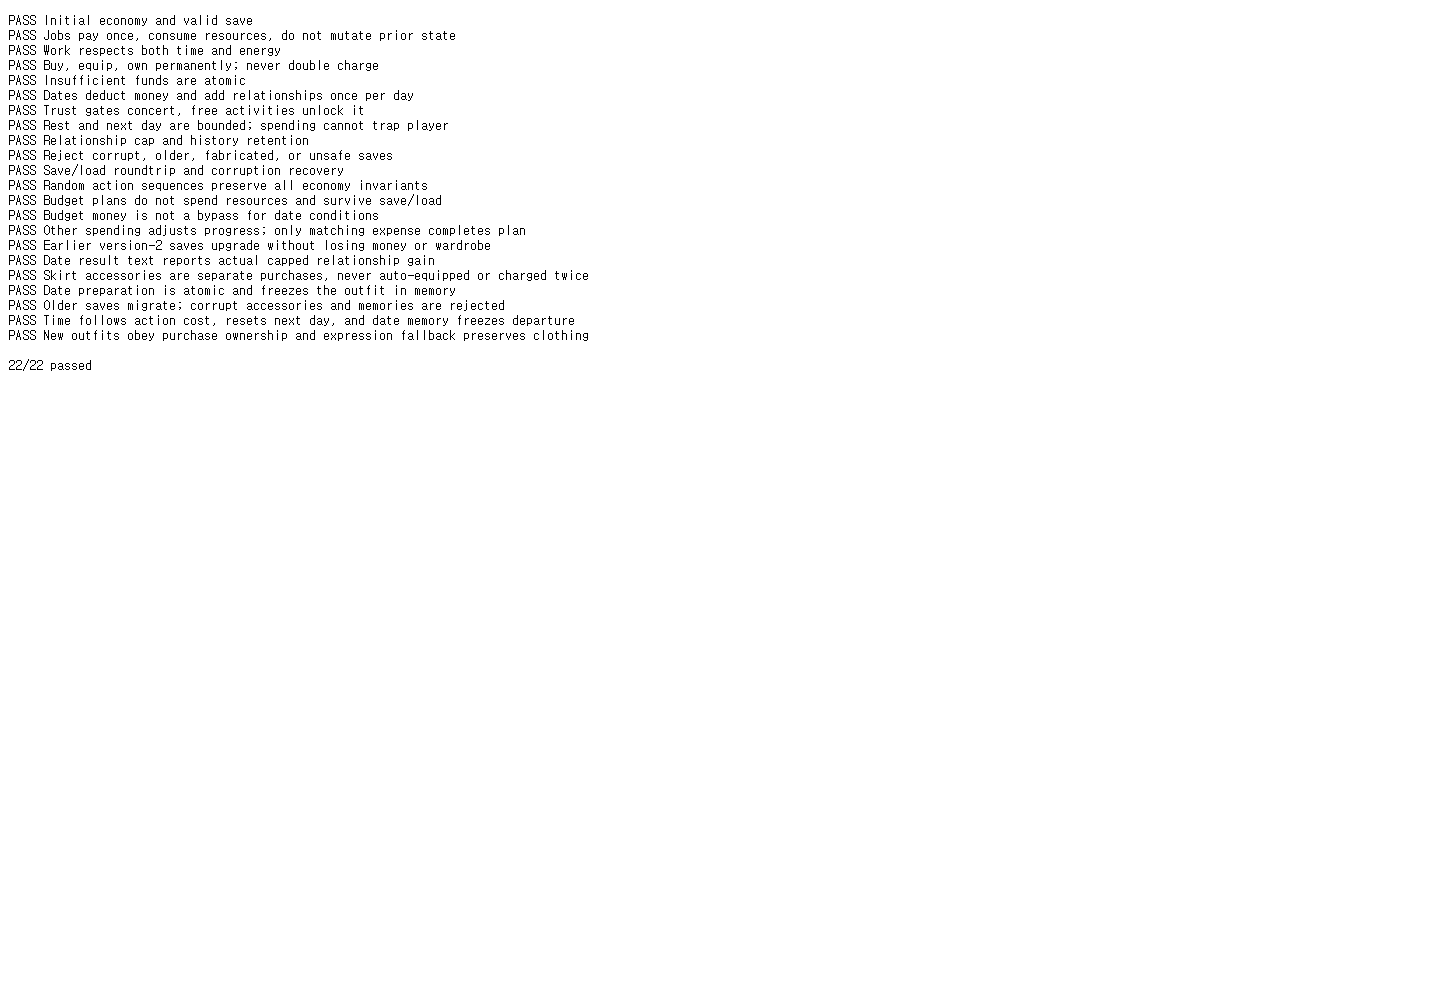 PASS Initial economy and valid save
PASS Jobs pay once, consume resources, do not mutate prior state
PASS Work respects both time and energy
PASS Buy, equip, own permanently; never double charge
PASS Insufficient funds are atomic
PASS Dates deduct money and add relationships once per day
PASS Trust gates concert, free activities unlock it
PASS Rest and next day are bounded; spending cannot trap player
PASS Relationship cap and history retention
PASS Reject corrupt, older, fabricated, or unsafe saves
PASS Save/load roundtrip and corruption recovery
PASS Random action sequences preserve all economy invariants
PASS Budget plans do not spend resources and survive save/load
PASS Budget money is not a bypass for date conditions
PASS Other spending adjusts progress; only matching expense completes plan
PASS Earlier version-2 saves upgrade without losing money or wardrobe
PASS Date result text reports actual capped relationship gain
PASS Skirt accessories are separate purchases, never auto-equipped or charged twice
PASS Date preparation is atomic and freezes the outfit in memory
PASS Older saves migrate; corrupt accessories and memories are rejected
PASS Time follows action cost, resets next day, and date memory freezes departure
PASS New outfits obey purchase ownership and expression fallback preserves clothing
22/22 passed